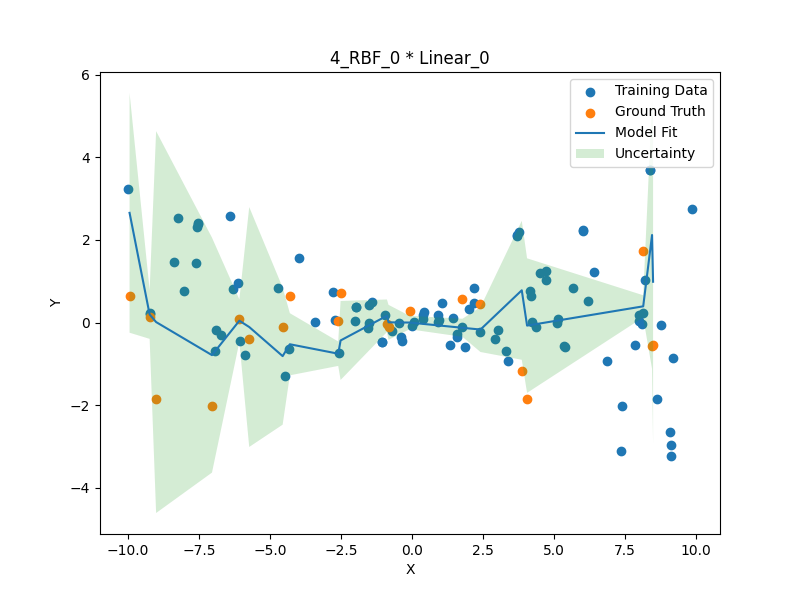 4_RBF_0 * Linear_0
Training Data
Ground Truth
Model Fit
Uncertainty
6
4
2
0
−2
−4
Y
−10.0 −7.5 −5.0 −2.5 0.0 2.5 5.0 7.5 10.0
X